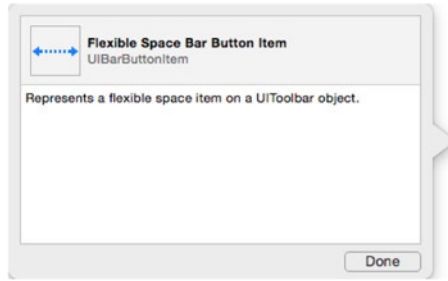 Flexible Space Bar Button Item
UIBarButtonItem
Represents a flexible space item on a UIToolbar object.
Done